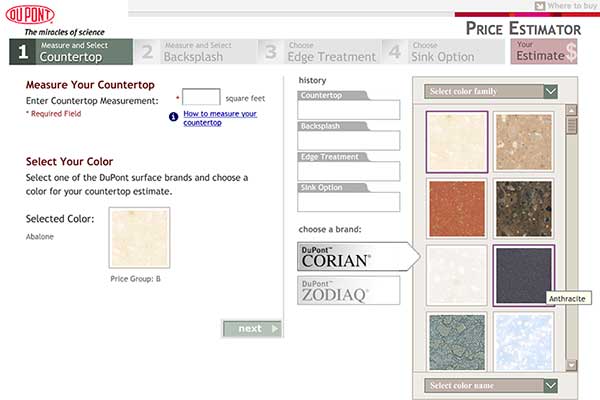 Where to buy
DUPONT®
The miracles of science
PRICE ESTIMATOR
1 Measure and Select
Countertop
2 Measure and Select
Backsplash
3 Choose
Edge Treatment
4 Choose
Sink Option
Your
Estimate $
Measure Your Countertop
Enter Countertop Measurement: * square feet
* Required Field
i How to measure your
countertop
Select Your Color
Select one of the DuPont surface brands and choose a
color for your countertop estimate.
Selected Color:
Abalone
Price Group: B
next
history
Countertop
Backsplash
Edge Treatment
Sink Option
choose a brand:
DuPont™
CORIAN®
DuPont™
ZODIAQ®
Select color family
Anthracite
Select color name